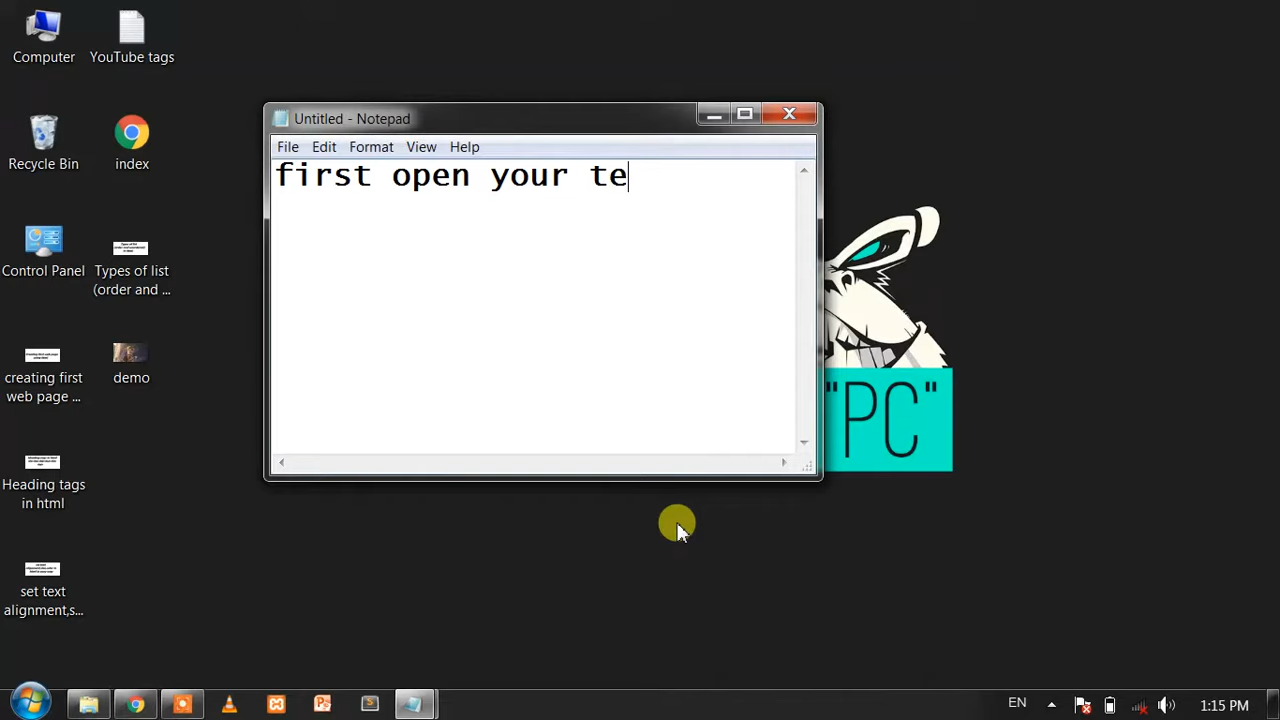 Computer
YouTube tags
Untitled - Notepad
File Edit Format View Help
first open your te
Recycle Bin
index
Control Panel
Types of list
(order and ...
creating first
web page ...
demo
"PC"
Heading tags
in html
set text
alignment,s...
EN
1:15 PM